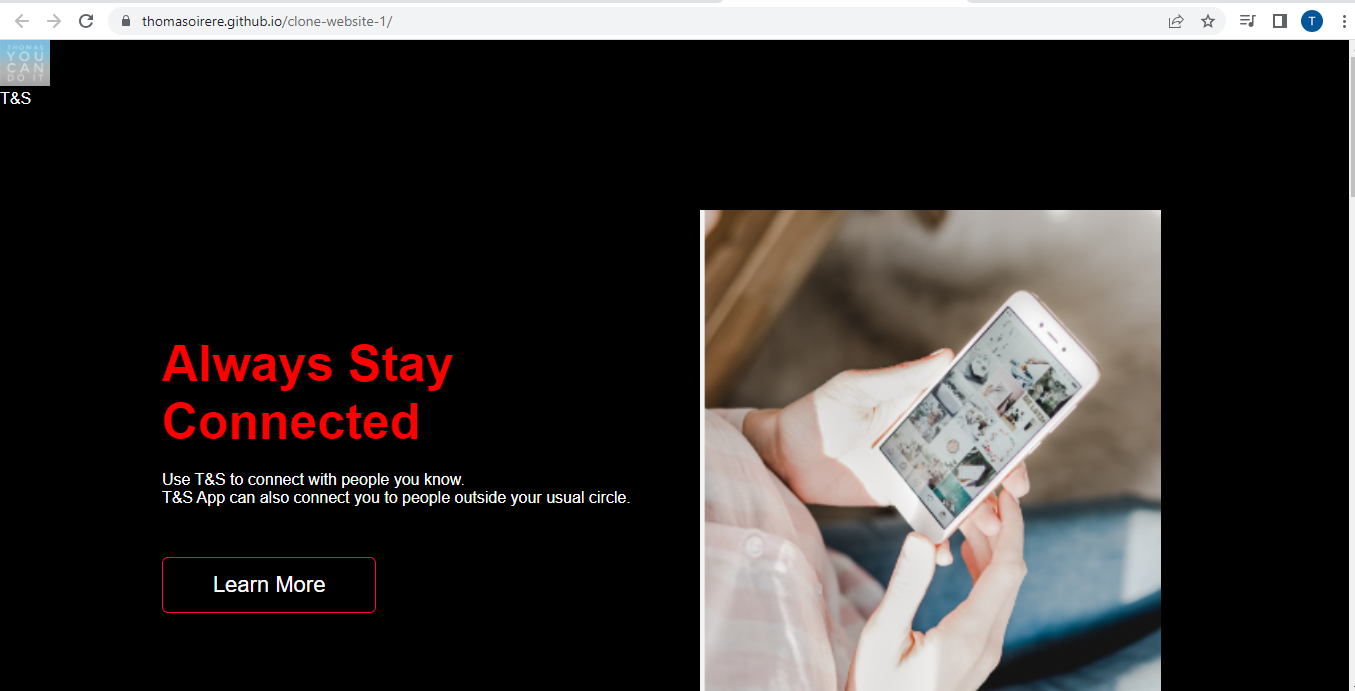 thomasoirere.github.io/clone-website-1/
T
THOMAS
YOU
CAN
DO IT
T&S
Always Stay
Connected
Use T&S to connect with people you know.
T&S App can also connect you to people outside your usual circle.
Learn More